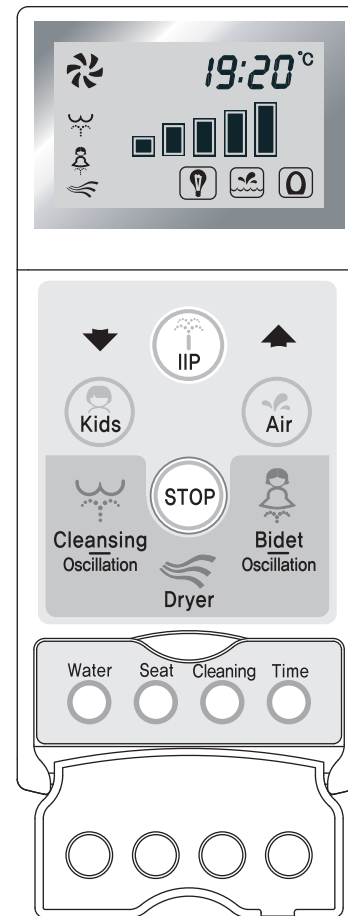 19:20°C
IIP
Kids
Air
STOP
Cleansing
Oscillation
Bidet
Oscillation
Dryer
Water Seat Cleaning Time